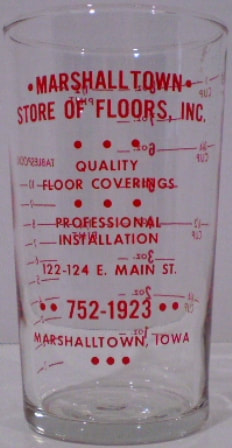 •MARSHALLTOWN•
STORE OF FLOORS, INC.
• • •
QUALITY
FLOOR COVERINGS
• • •
PROFESSIONAL
INSTALLATION
122-124 E. MAIN ST.
•• 752-1923 ••
MARSHALLTOWN, IOWA
•••